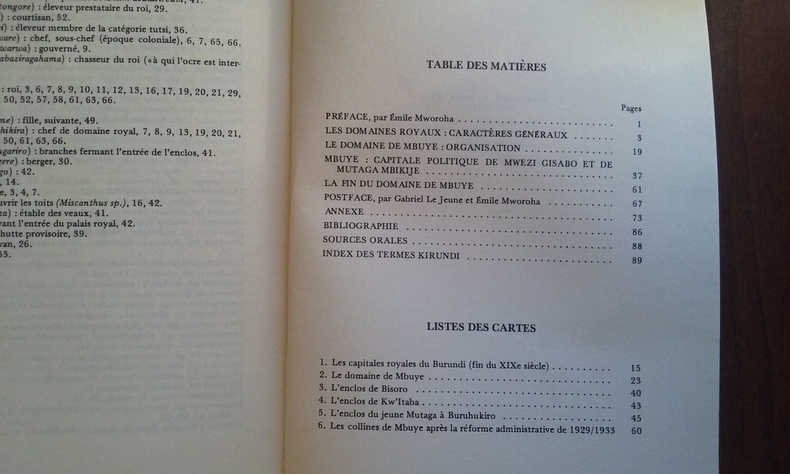 tongore) : éleveur prestataire du roi, 29.
) : courtisan, 52.
) : éleveur membre de la catégorie tutsi, 36.
vare) : chef, sous-chef (époque coloniale), 6, 7, 65, 66.
warwa) : gouverné, 9.
abaziragahama) : chasseur du roi («à qui l'ocre est inter-
: roi, 3, 6, 7, 8, 9, 10, 11, 12, 13, 16, 17, 19, 20, 21, 29,
50, 52, 57, 58, 61, 63, 66.
ne) : fille, suivante, 49.
hikira) : chef de domaine royal, 7, 8, 9, 13, 19, 20, 21,
50, 61, 63, 66.
ugariro) : branches fermant l'entrée de l'enclos, 41.
gere) : berger, 30.
go) : 42.
, 14.
e, 3, 4, 7.
uvrir les toits (Miscanthus sp.), 16, 42.
za) : étable des veaux, 41.
vant l'entrée du palais royal, 42.
hutte provisoire, 39.
van, 26.
63.
TABLE DES MATIÈRES
Pages
PRÉFACE, par Émile Mworoha . . . . . . . . . . 1
LES DOMAINES ROYAUX : CARACTÈRES GÉNÉRAUX . . . . . . 3
LE DOMAINE DE MBUYE : ORGANISATION . . . . . . . . . . 19
MBUYE : CAPITALE POLITIQUE DE MWEZI GISABO ET DE
MUTAGA MBIKIJE . . . . . . . . . . 37
LA FIN DU DOMAINE DE MBUYE . . . . . . . . . . 61
POSTFACE, par Gabriel Le Jeune et Émile Mworoha . . . . . . . . . . 67
ANNEXE . . . . . . . . . . 73
BIBLIOGRAPHIE . . . . . . . . . . 86
SOURCES ORALES . . . . . . . . . . 88
INDEX DES TERMES KIRUNDI . . . . . . . . . . 89
LISTES DES CARTES
1. Les capitales royales du Burundi (fin du XIXe siècle) . . . . . . . . . . 15
2. Le domaine de Mbuye . . . . . . . . . . 23
3. L'enclos de Bisoro . . . . . . . . . . 40
4. L'enclos de Kw'Itaba . . . . . . . . . . 43
5. L'enclos du jeune Mutaga à Buruhukiro . . . . . . . . . . 45
6. Les collines de Mbuye après la réforme administrative de 1929/1933 60